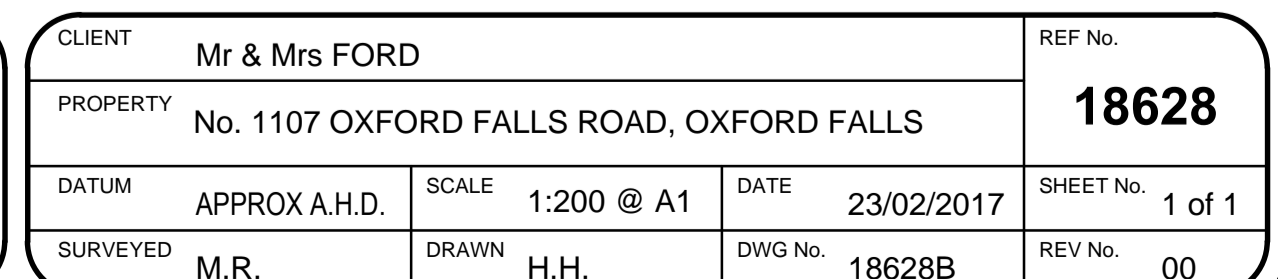 CLIENT Mr & Mrs FORD REF No.
18628
PROPERTY No. 1107 OXFORD FALLS ROAD, OXFORD FALLS
DATUM APPROX A.H.D. SCALE 1:200 @ A1 DATE 23/02/2017 SHEET No. 1 of 1
SURVEYED M.R. DRAWN H.H. DWG No. 18628B REV No. 00